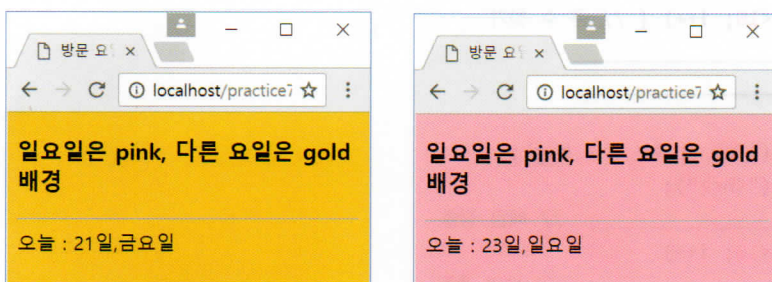 방문 요
localhost/practice7
일요일은 pink, 다른 요일은 gold
배경
오늘 : 21일,금요일
방문 요
localhost/practice7
일요일은 pink, 다른 요일은 gold
배경
오늘 : 23일,일요일